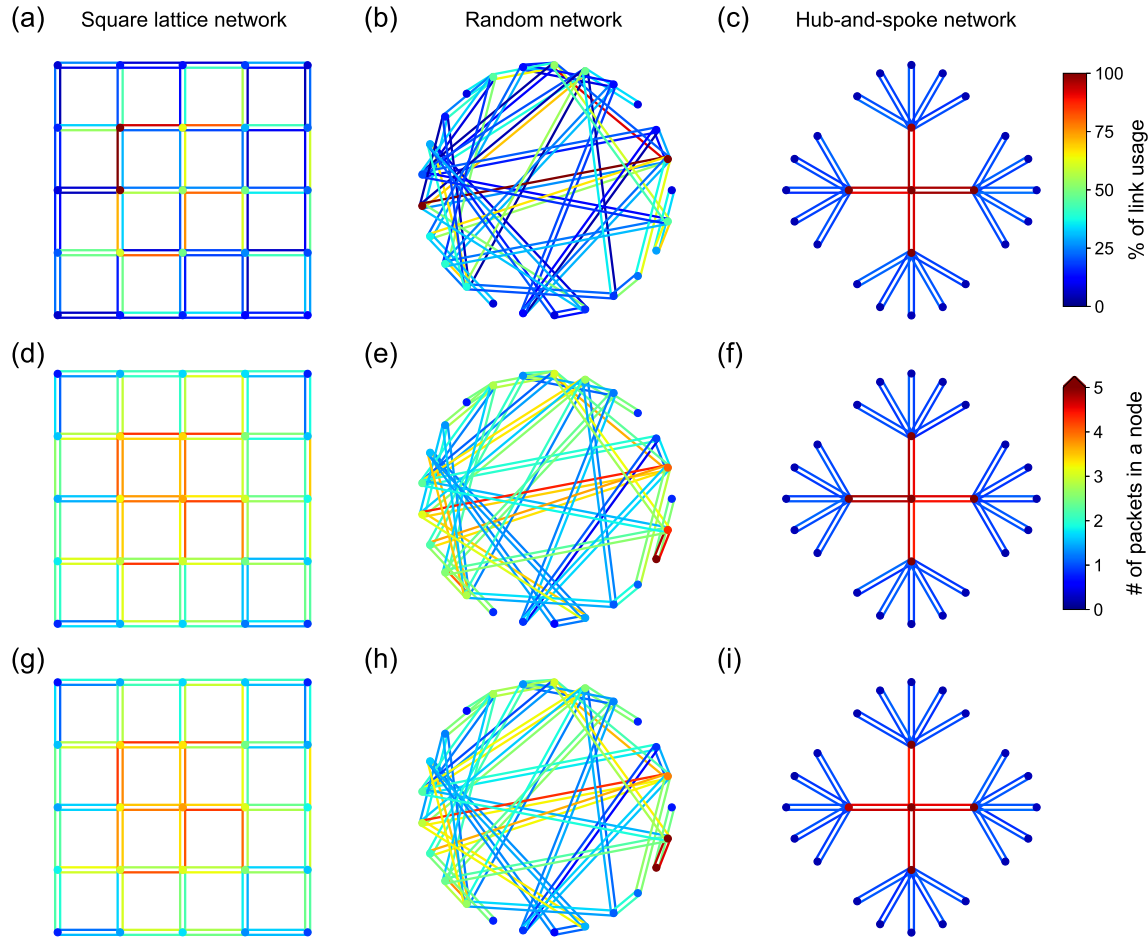 (a) Square lattice network
(b) Random network
(c) Hub-and-spoke network
100
75
50
25
0
% of link usage
(d)
(e)
(f)
5
4
3
2
1
0
# of packets in a node
(g)
(h)
(i)